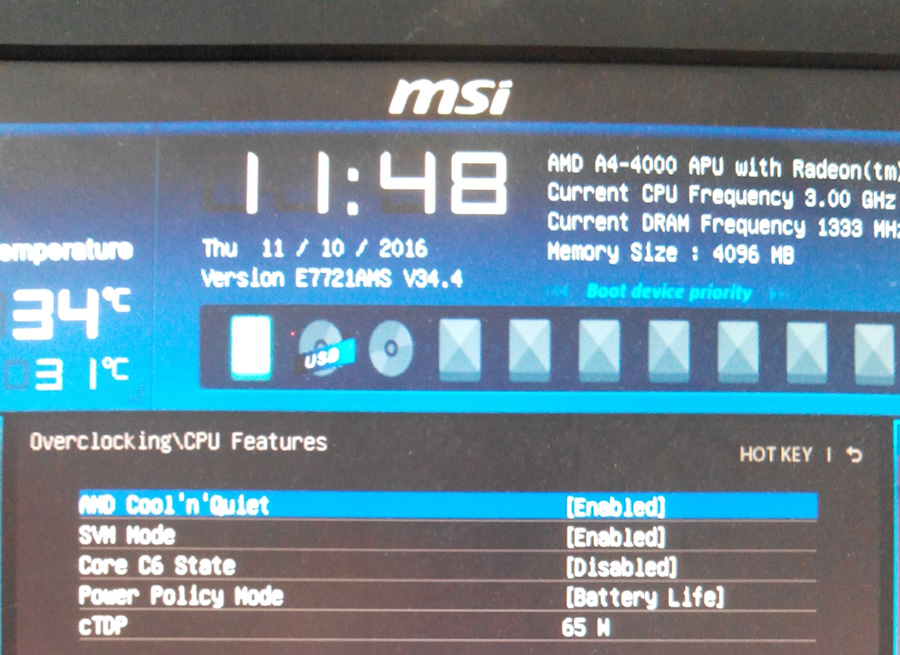 msi
11:48
Thu 11 / 10 / 2016
Version E7721AMS V34.4
AMD A4-4000 APU with Radeon(tm)
Current CPU Frequency 3.00 GHz
Current DRAM Frequency 1333 MHz
Memory Size : 4096 MB
emperature
34°C
31°C
Boot device priority
USB
Overclocking\CPU Features
HOT KEY
AMD Cool'n'Quiet [Enabled]
SVM Mode [Enabled]
Core C6 State [Disabled]
Power Policy Mode [Battery Life]
cTDP 65 W